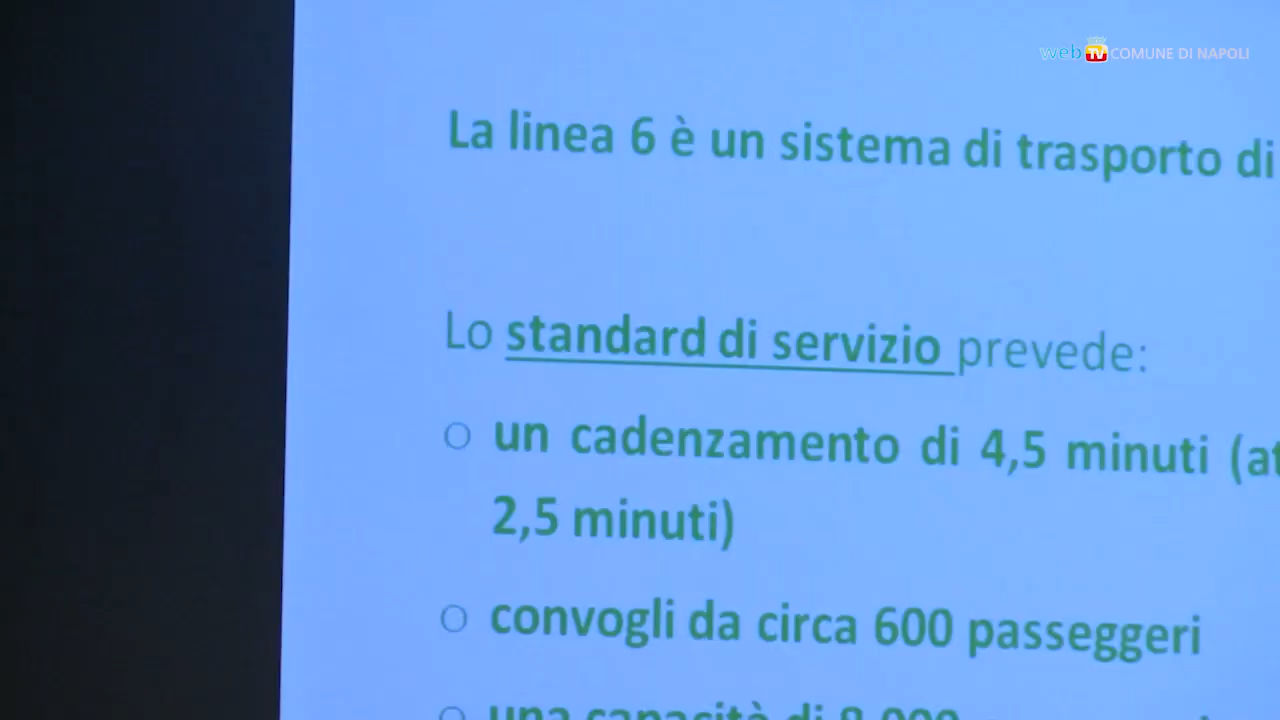 web TV COMUNE DI NAPOLI
La linea 6 è un sistema di trasporto di
Lo standard di servizio prevede:
o un cadenzamento di 4,5 minuti (at
2,5 minuti)
o convogli da circa 600 passeggeri
o una capacità di 8.000